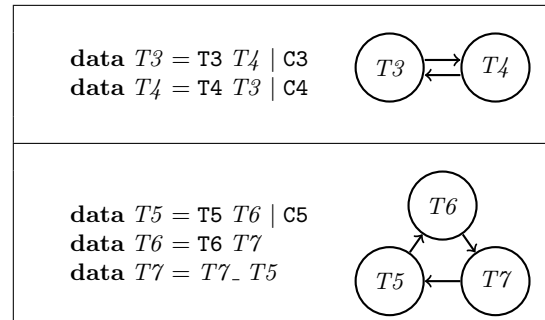 data T3 = T3 T4 | C3
data T4 = T4 T3 | C4
T3 T4
data T5 = T5 T6 | C5
data T6 = T6 T7
data T7 = T7_ T5
T6
T5 T7